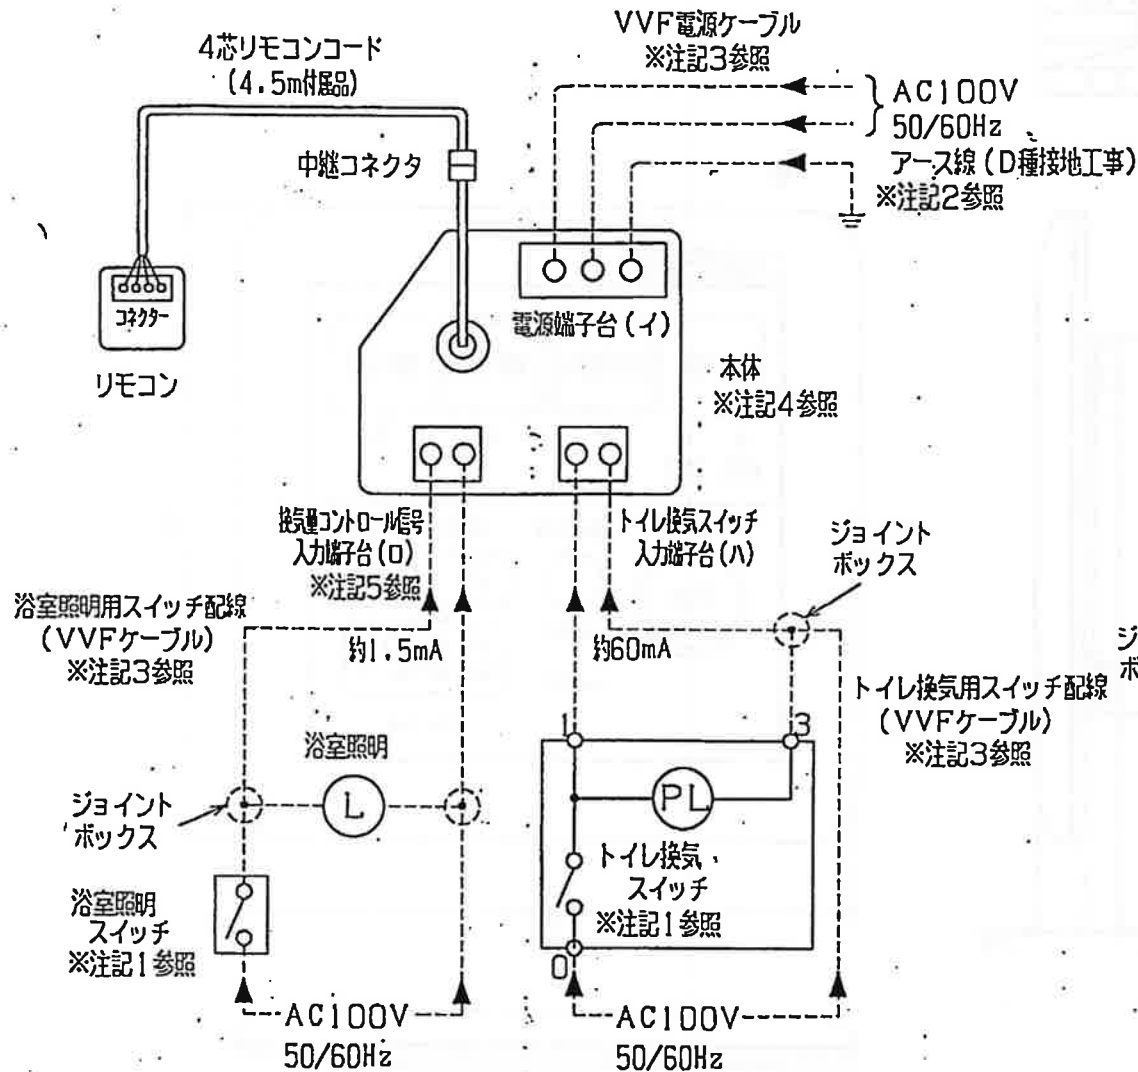 VVF電源ケーブル
※注記3参照
4芯リモコンコード
(4.5m付属品)
AC100V
50/60Hz
中継コネクタ
アース線(D種接地工事)
※注記2参照
コネクター
リモコン
電源端子台(イ)
本体
※注記4参照
換気量コントロール信号
入力端子台(ロ)
※注記5参照
トイレ換気スイッチ
入力端子台(ハ)
ジョイント
ボックス
浴室照明用スイッチ配線
(VVFケーブル)
※注記3参照
約1.5mA
約60mA
トイレ換気用スイッチ配線
(VVFケーブル)
※注記3参照
1
3
浴室照明
L
PL
ジョイント
ボックス
トイレ換気
スイッチ
※注記1参照
浴室照明
スイッチ
※注記1参照
0
AC100V
50/60Hz
AC100V
50/60Hz